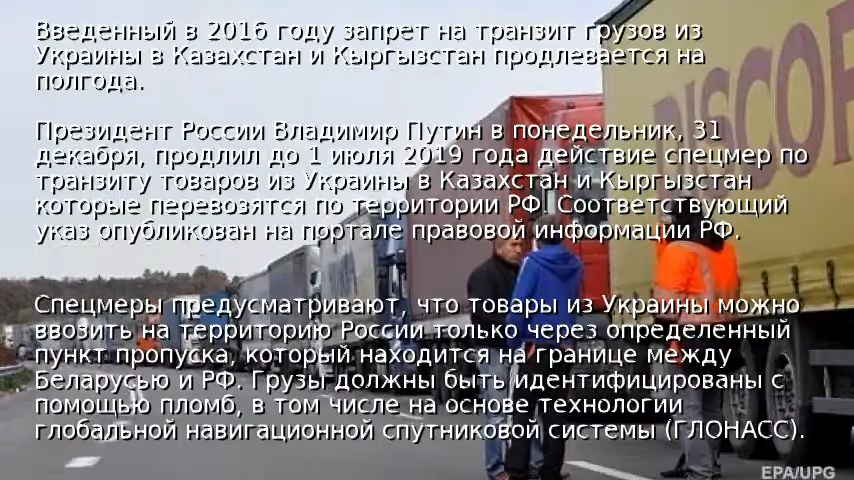 Введенный в 2016 году запрет на транзит грузов из
Украины в Казахстан и Кыргызстан продлевается на
полгода.
Президент России Владимир Путин в понедельник, 31
декабря, продлил до 1 июля 2019 года действие спецмер по
транзиту товаров из Украины в Казахстан и Кыргызстан
которые перевозятся по территории РФ. Соответствующий
указ опубликован на портале правовой информации РФ.
Спецмеры предусматривают, что товары из Украины можно
ввозить на территорию России только через определенный
пункт пропуска, который находится на границе между
Беларусью и РФ. Грузы должны быть идентифицированы с
помощью пломб, в том числе на основе технологии
глобальной навигационной спутниковой системы (ГЛОНАСС).
DISCOR
EPA/UPG